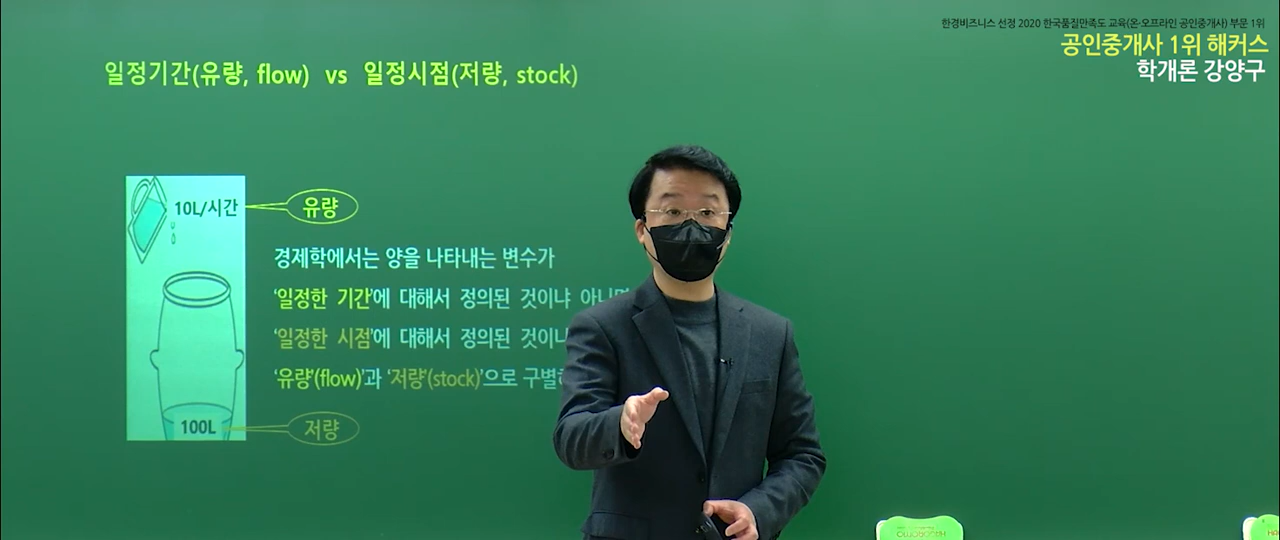 한경비즈니스 선정 2020 한국품질만족도 교육(온·오프라인 공인중개사) 부문 1위
공인중개사 1위 해커스
학개론 강양구
일정기간(유량, flow) vs 일정시점(저량, stock)
10L/시간
유량
경제학에서는 양을 나타내는 변수가
'일정한 기간'에 대해서 정의된 것이냐 아니면
'일정한 시점'에 대해서 정의된 것이냐
'유량'(flow)'과 '저량'(stock)'으로 구별
100L
저량